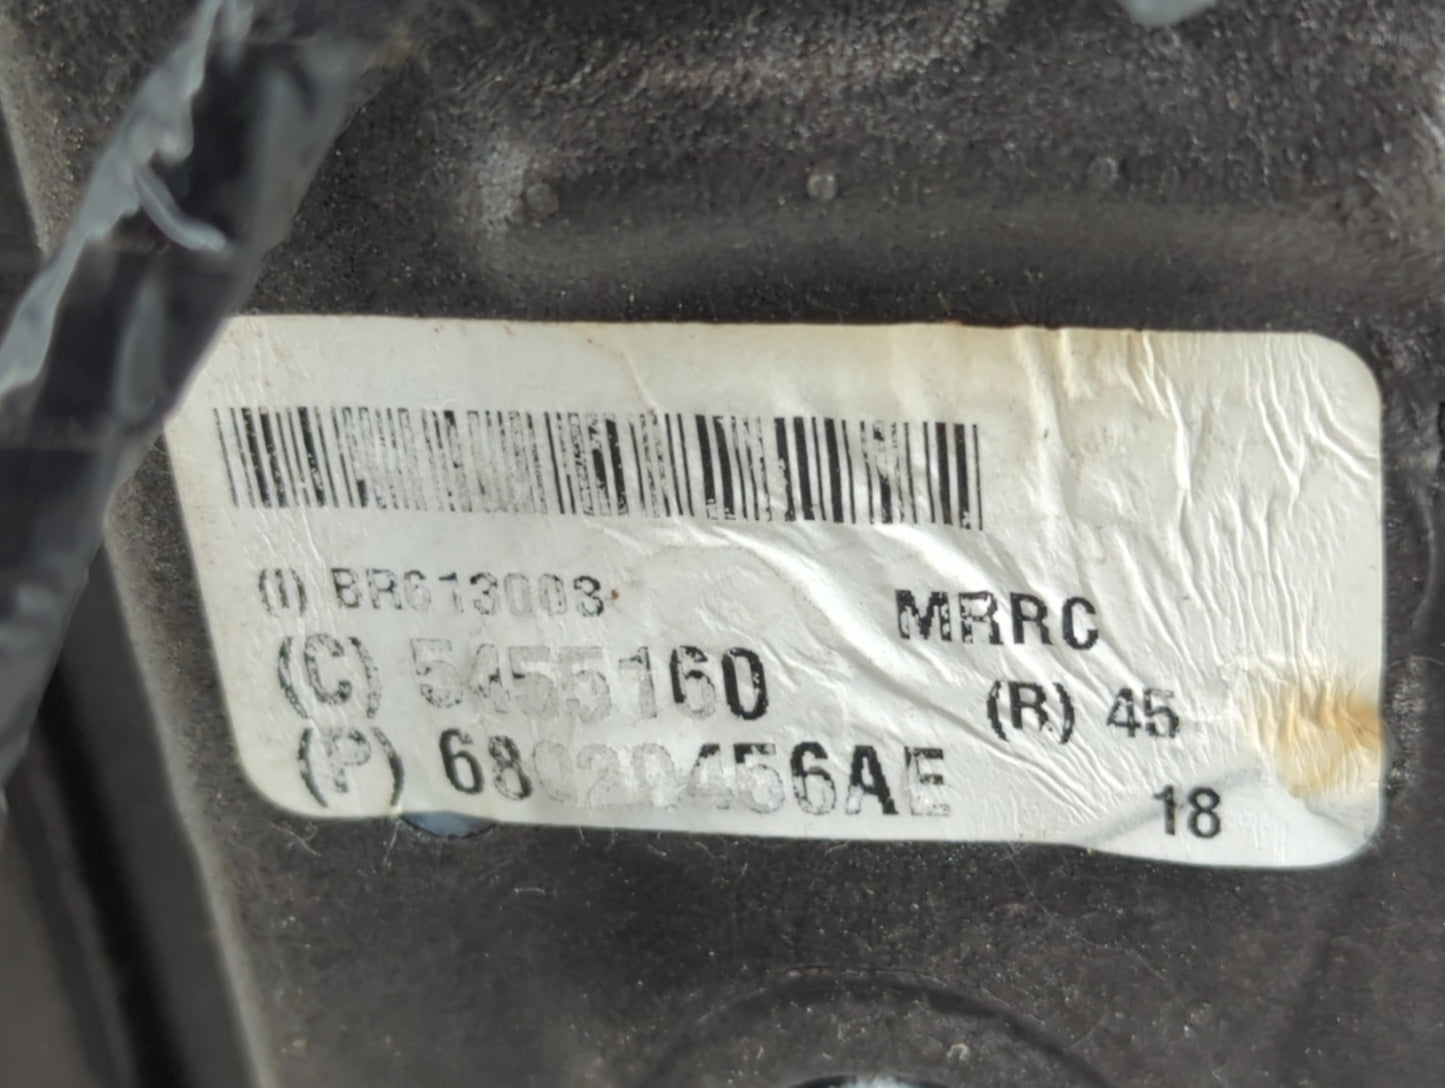 (I) BR613003
MRRC
(C) 5455160
(R) 45
(P) 68020456AE
18